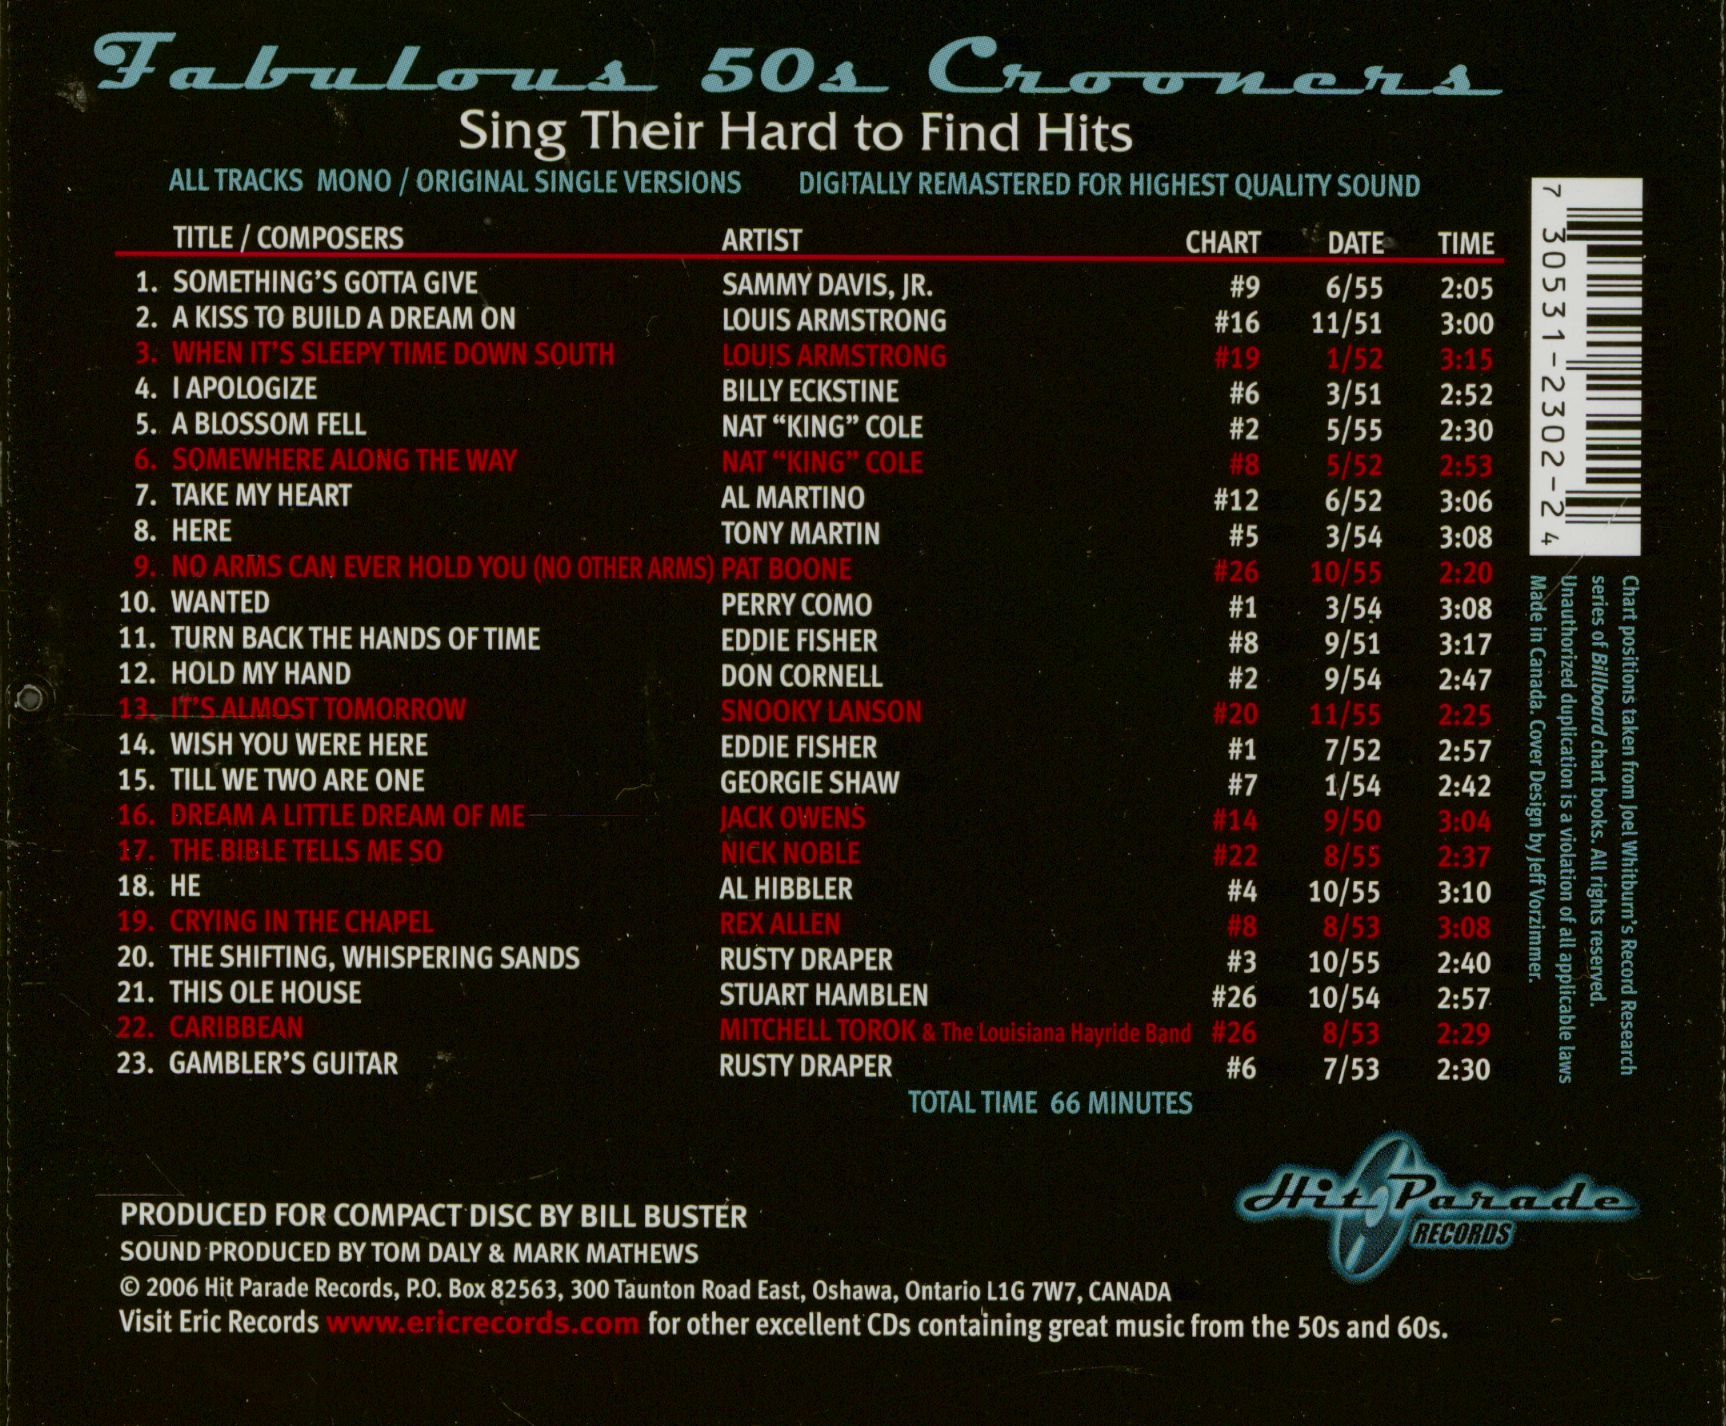 Fabulous 50s Crooners
Sing Their Hard to Find Hits
ALL TRACKS MONO / ORIGINAL SINGLE VERSIONS DIGITALLY REMASTERED FOR HIGHEST QUALITY SOUND
TITLE / COMPOSERS ARTIST CHART DATE TIME
1. SOMETHING'S GOTTA GIVE SAMMY DAVIS, JR. #9 6/55 2:05
2. A KISS TO BUILD A DREAM ON LOUIS ARMSTRONG #16 11/51 3:00
3. WHEN IT'S SLEEPY TIME DOWN SOUTH LOUIS ARMSTRONG #19 1/52 3:15
4. I APOLOGIZE BILLY ECKSTINE #6 3/51 2:52
5. A BLOSSOM FELL NAT “KING” COLE #2 5/55 2:30
6. SOMEWHERE ALONG THE WAY NAT “KING” COLE #8 5/52 2:53
7. TAKE MY HEART AL MARTINO #12 6/52 3:06
8. HERE TONY MARTIN #5 3/54 3:08
9. NO ARMS CAN EVER HOLD YOU (NO OTHER ARMS) PAT BOONE #26 10/55 2:20
10. WANTED PERRY COMO #1 3/54 3:08
11. TURN BACK THE HANDS OF TIME EDDIE FISHER #8 9/51 3:17
12. HOLD MY HAND DON CORNELL #2 9/54 2:47
13. IT'S ALMOST TOMORROW SNOOKY LANSON #20 11/55 2:25
14. WISH YOU WERE HERE EDDIE FISHER #1 7/52 2:57
15. TILL WE TWO ARE ONE GEORGIE SHAW #7 1/54 2:42
16. DREAM A LITTLE DREAM OF ME JACK OWENS #14 9/50 3:04
17. THE BIBLE TELLS ME SO NICK NOBLE #22 8/55 2:37
18. HE AL HIBBLER #4 10/55 3:10
19. CRYING IN THE CHAPEL REX ALLEN #8 8/53 3:08
20. THE SHIFTING, WHISPERING SANDS RUSTY DRAPER #3 10/55 2:40
21. THIS OLE HOUSE STUART HAMBLEN #26 10/54 2:57
22. CARIBBEAN MITCHELL TOROK & The Louisiana Hayride Band #26 8/53 2:29
23. GAMBLER'S GUITAR RUSTY DRAPER #6 7/53 2:30
TOTAL TIME 66 MINUTES
7 30531-2302-2 4
Chart positions taken from Joel Whitburn's Record Research
series of Billboard chart books. All rights reserved.
Unauthorized duplication is a violation of all applicable laws
Made in Canada. Cover Design by Jeff Vorzimmer.
Hit Parade
RECORDS
PRODUCED FOR COMPACT DISC BY BILL BUSTER
SOUND PRODUCED BY TOM DALY & MARK MATHEWS
© 2006 Hit Parade Records, P.O. Box 82563, 300 Taunton Road East, Oshawa, Ontario L1G 7W7, CANADA
Visit Eric Records www.ericrecords.com for other excellent CDs containing great music from the 50s and 60s.